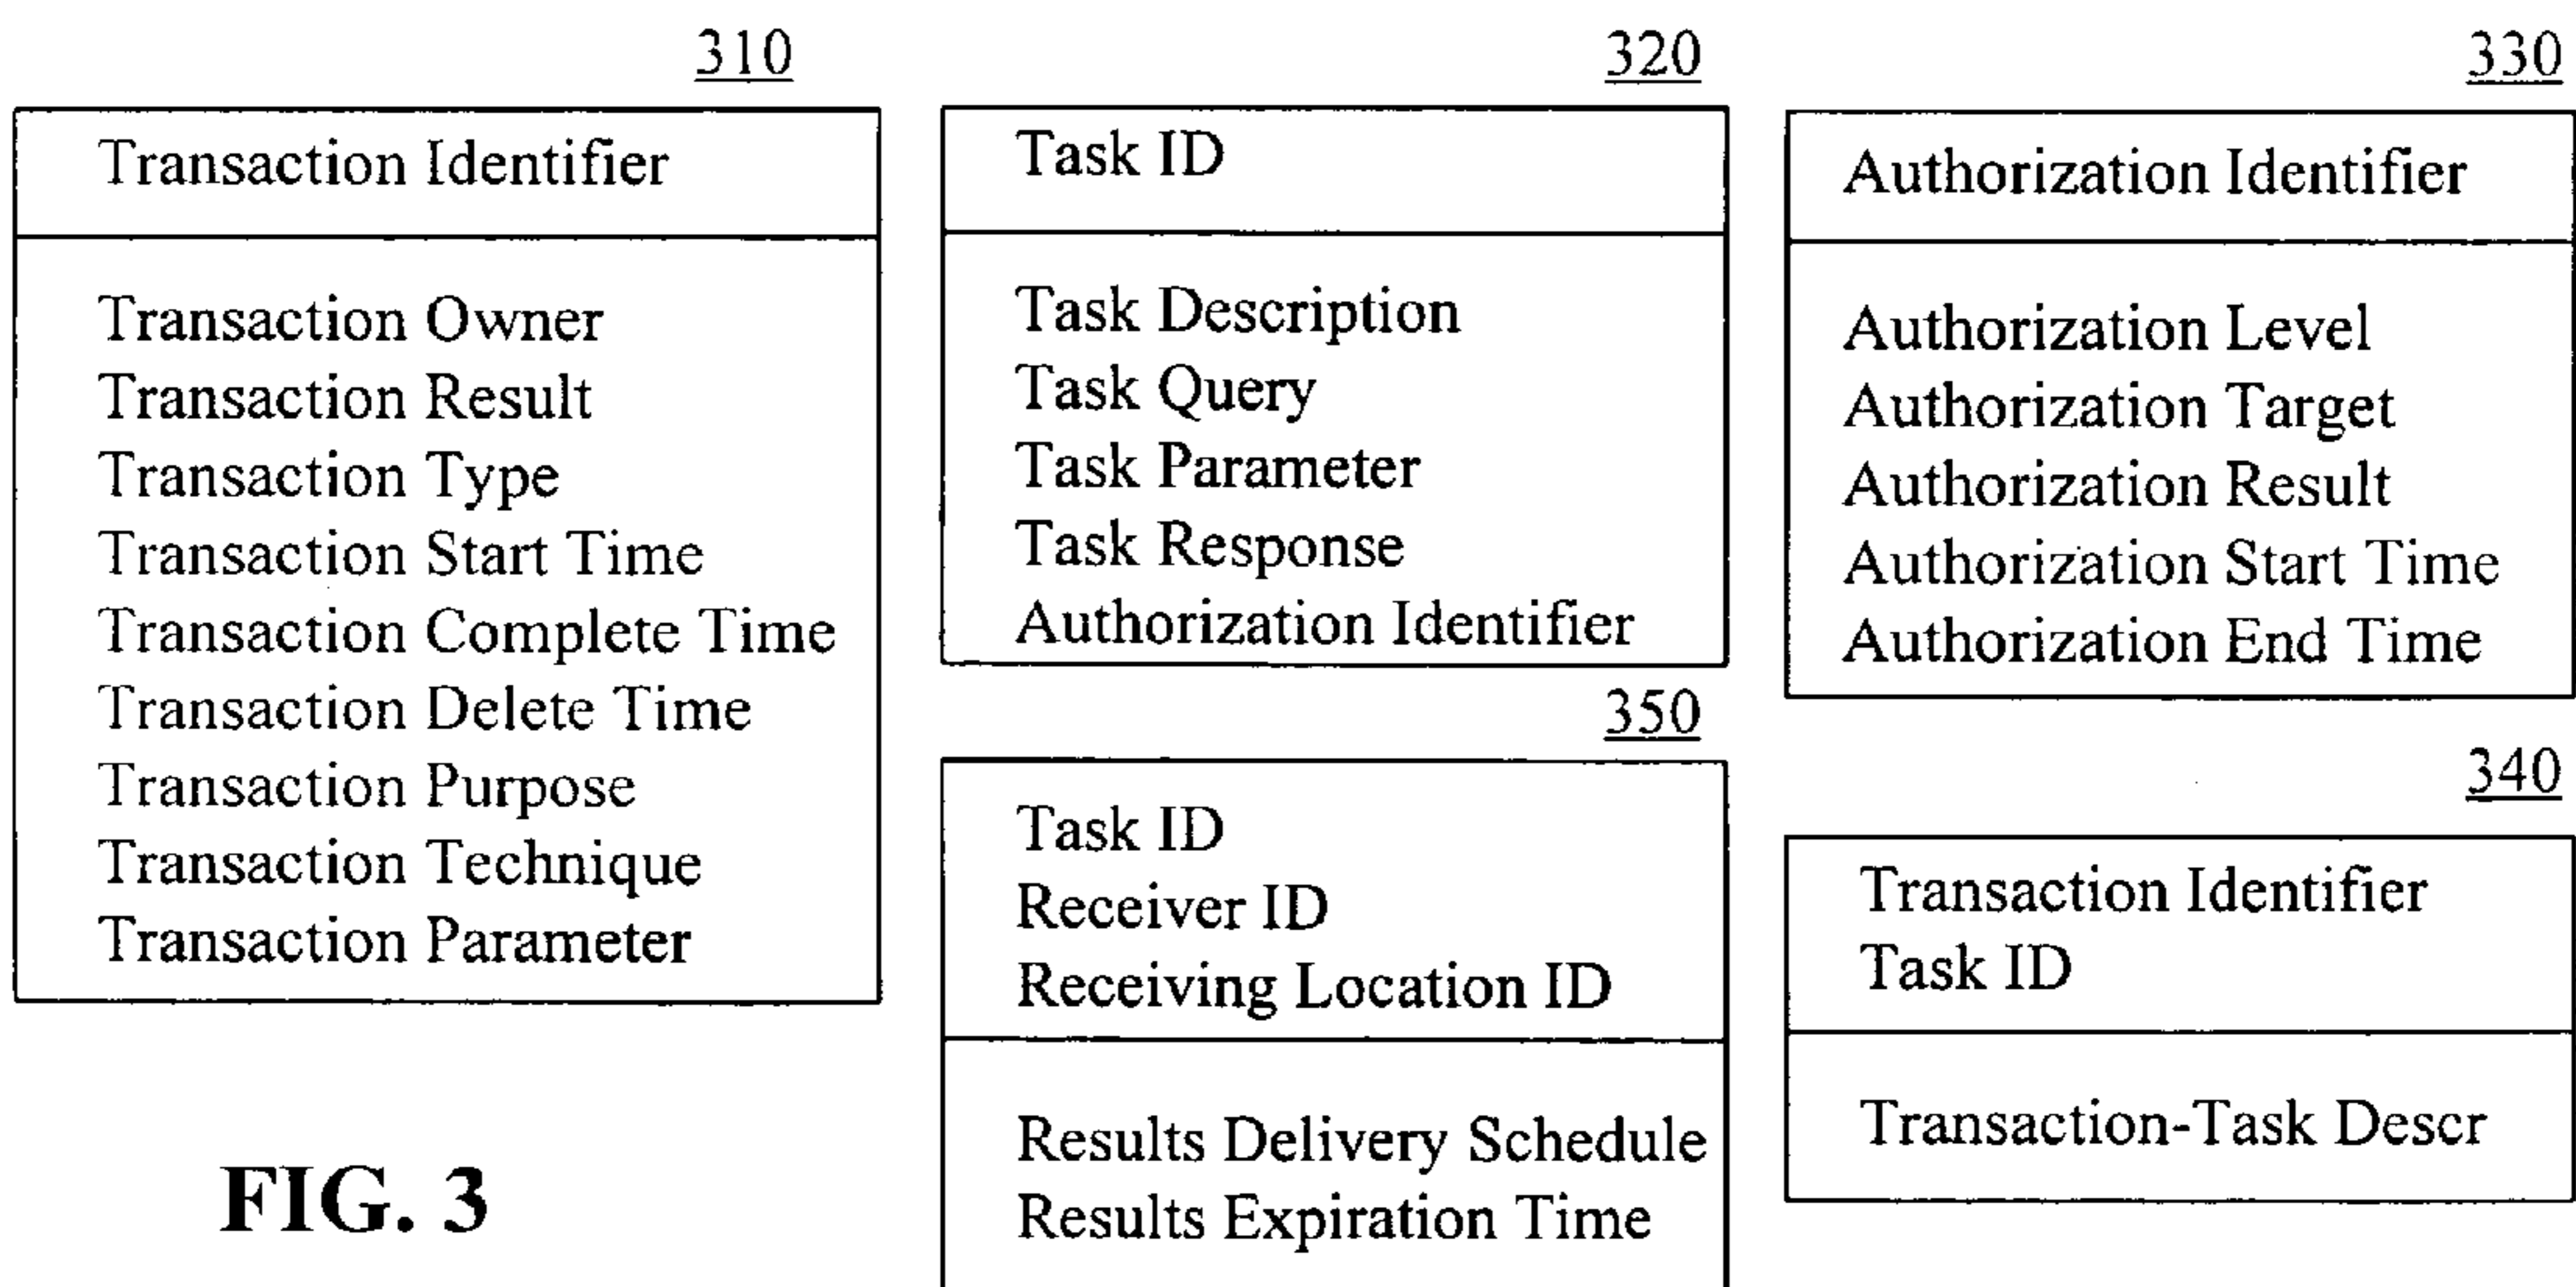 310
Transaction Identifier
Transaction Owner
Transaction Result
Transaction Type
Transaction Start Time
Transaction Complete Time
Transaction Delete Time
Transaction Purpose
Transaction Technique
Transaction Parameter
320
Task ID
Task Description
Task Query
Task Parameter
Task Response
Authorization Identifier
330
Authorization Identifier
Authorization Level
Authorization Target
Authorization Result
Authorization Start Time
Authorization End Time
350
Task ID
Receiver ID
Receiving Location ID
Results Delivery Schedule
Results Expiration Time
340
Transaction Identifier
Task ID
Transaction-Task Descr
FIG. 3